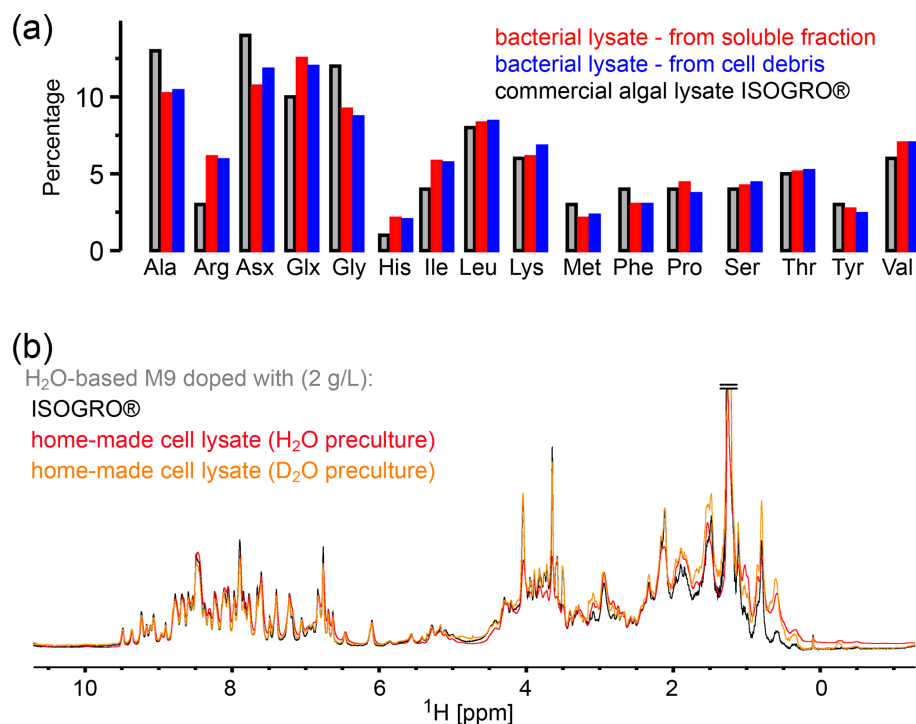 (a)
bacterial lysate - from soluble fraction
bacterial lysate - from cell debris
commercial algal lysate ISOGRO®
Percentage
10
5
0
Ala Arg Asx Glx Gly His Ile Leu Lys Met Phe Pro Ser Thr Tyr Val
(b)
H₂O-based M9 doped with (2 g/L):
ISOGRO®
home-made cell lysate (H₂O preculture)
home-made cell lysate (D₂O preculture)
10 8 6 4 2 0
¹H [ppm]